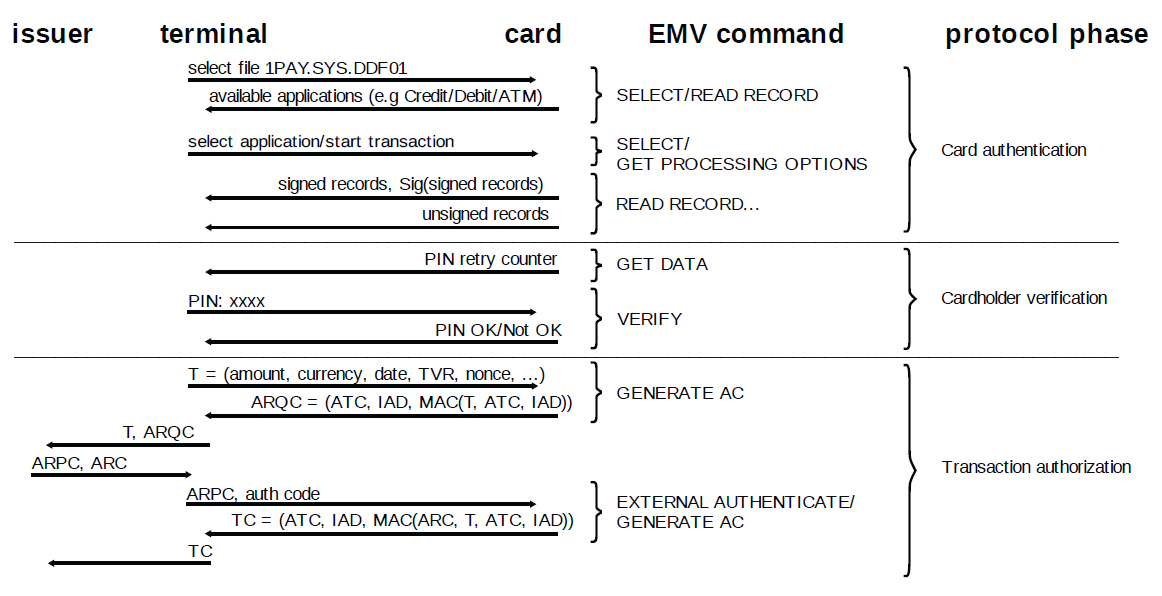 issuer terminal card EMV command protocol phase
select file 1PAY.SYS.DDF01
available applications (e.g Credit/Debit/ATM)
SELECT/READ RECORD
select application/start transaction
SELECT/
GET PROCESSING OPTIONS
Card authentication
signed records, Sig(signed records)
unsigned records
READ RECORD…
PIN retry counter
GET DATA
PIN: xxxx
PIN OK/Not OK
VERIFY
Cardholder verification
T = (amount, currency, date, TVR, nonce, …)
ARQC = (ATC, IAD, MAC(T, ATC, IAD))
GENERATE AC
T, ARQC
ARPC, ARC
Transaction authorization
ARPC, auth code
TC = (ATC, IAD, MAC(ARC, T, ATC, IAD))
EXTERNAL AUTHENTICATE/
GENERATE AC
TC